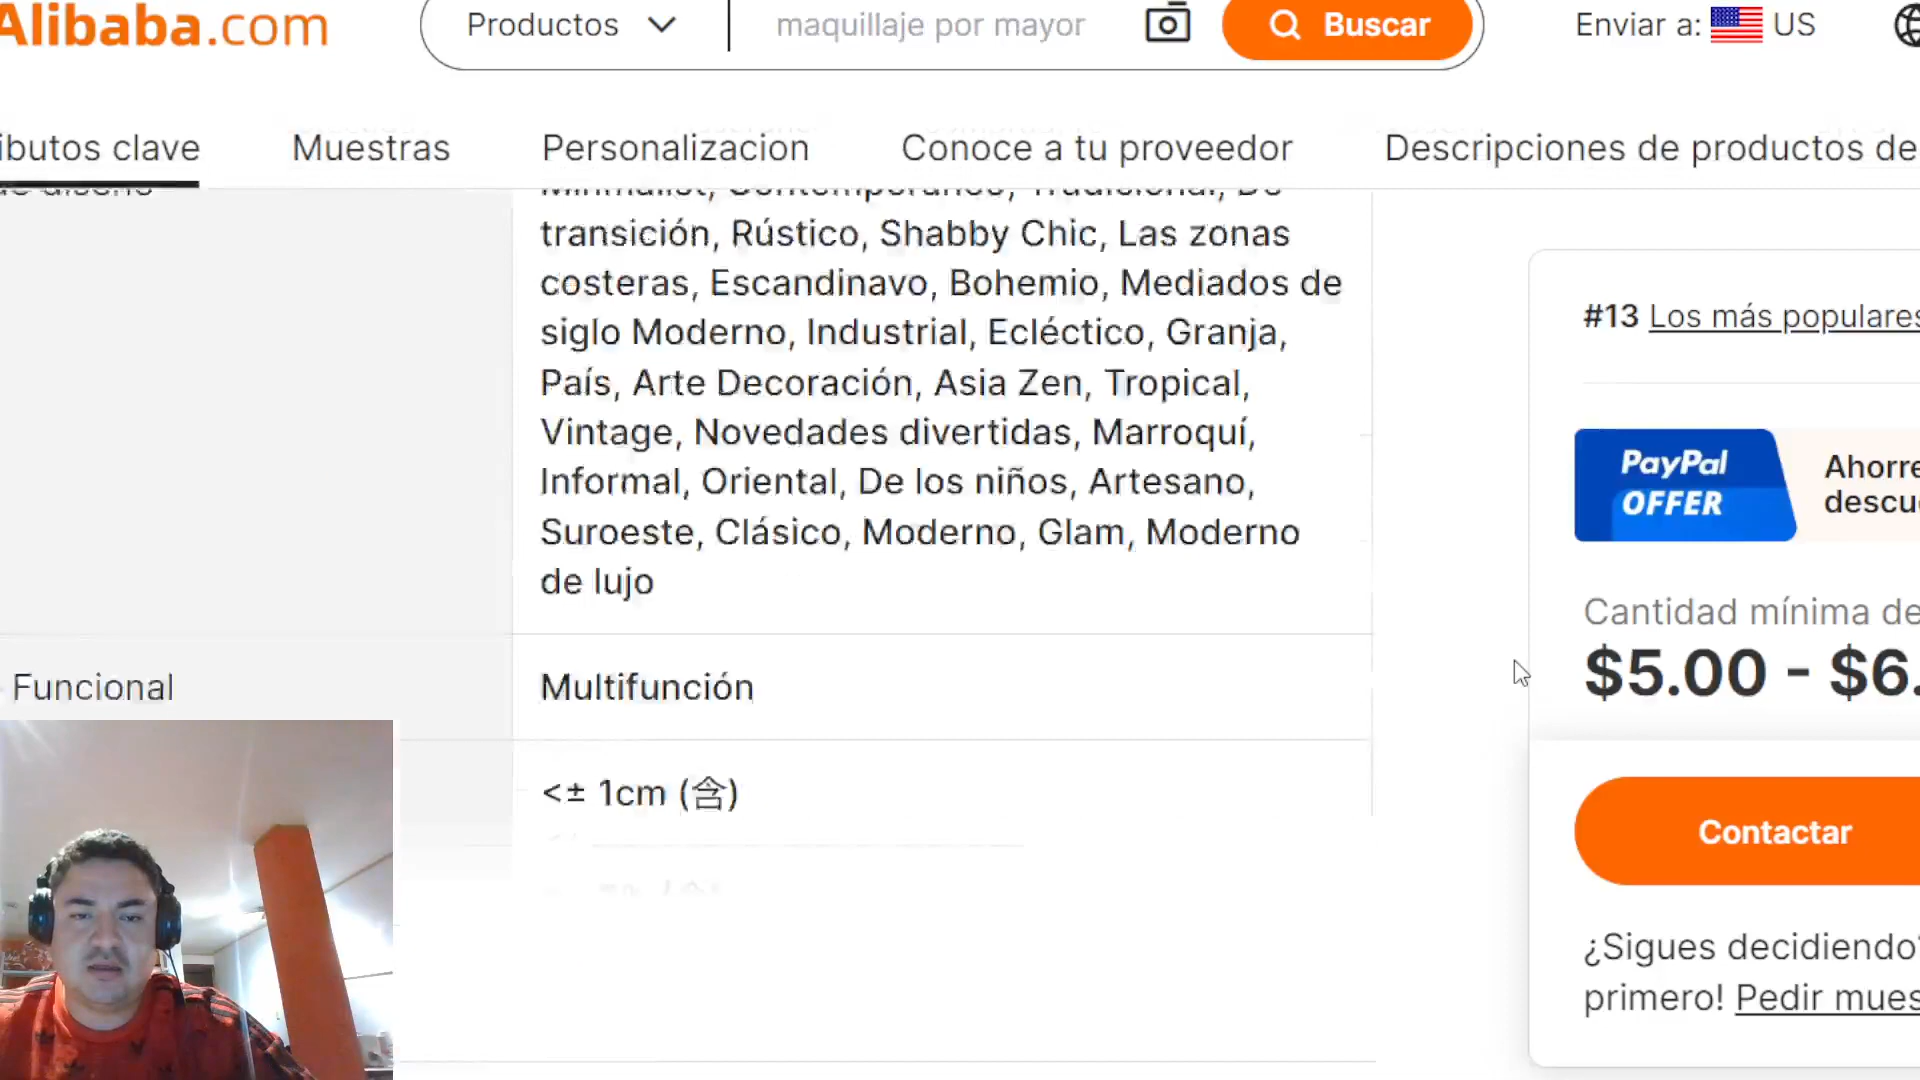 Alibaba.com
Productos
maquillaje por mayor
Buscar
Enviar a: US
ibutos clave
Muestras
Personalizacion
Conoce a tu proveedor
Descripciones de productos de
Minimalist, Contemporáneo, Tradicional, De
transición, Rústico, Shabby Chic, Las zonas
costeras, Escandinavo, Bohemio, Mediados de
siglo Moderno, Industrial, Ecléctico, Granja,
País, Arte Decoración, Asia Zen, Tropical,
Vintage, Novedades divertidas, Marroquí,
Informal, Oriental, De los niños, Artesano,
Suroeste, Clásico, Moderno, Glam, Moderno
de lujo
Funcional
Multifunción
<± 1cm (含)
#13 Los más populares
PayPal
OFFER
Ahorre
descu
Cantidad mínima de
$5.00 - $6.
Contactar
¿Sigues decidiendo?
primero! Pedir mues